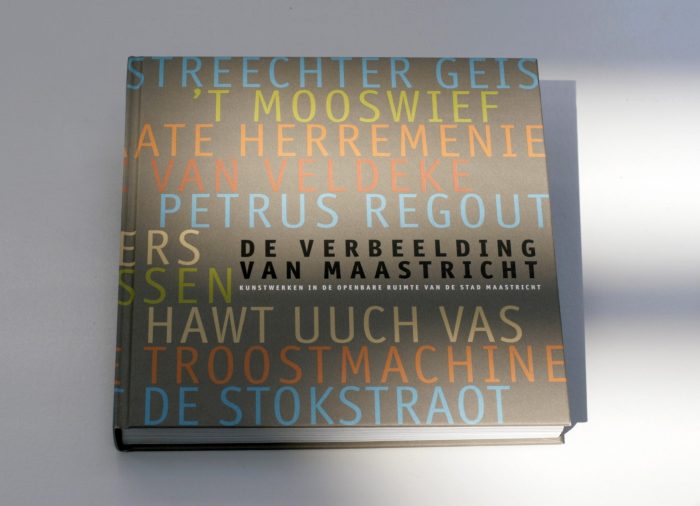 STREECHTER GEIS
'T MOOSWIEF
ATE HERREMENIE
E VAN VELDEKE
PETRUS REGOUT
ERS
DE VERBEELDING
VAN MAASTRICHT
SSEN
KUNSTWERKEN IN DE OPENBARE RUIMTE VAN DE STAD MAASTRICHT
HAWT UUCH VAS
E TROOSTMACHINE
T DE STOKSTRAOT